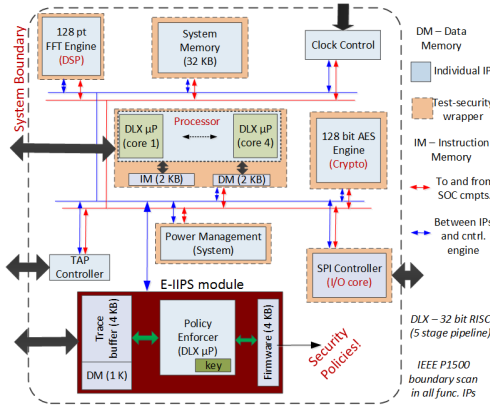 System Boundary
128 pt
FFT Engine
(DSP)
System
Memory
(32 KB)
Clock Control
Processor
DLX µP
(core 1)
DLX µP
(core 4)
IM (2 KB)
DM (2 KB)
128 bit AES
Engine
(Crypto)
Power Management
(System)
TAP
Controller
SPI Controller
(I/O core)
E-IIPS module
Trace
buffer (4 KB)
DM (1 K)
Policy
Enforcer
(DLX µP)
key
Firmware (4 KB)
Security
Policies!
DM – Data
Memory
Individual IP
Test-security
wrapper
IM – Instruction
Memory
To and from
SOC cmpts.
Between IPs
and cntrl.
engine
DLX – 32 bit RISC
(5 stage pipeline)
IEEE P1500
boundary scan
in all func. IPs